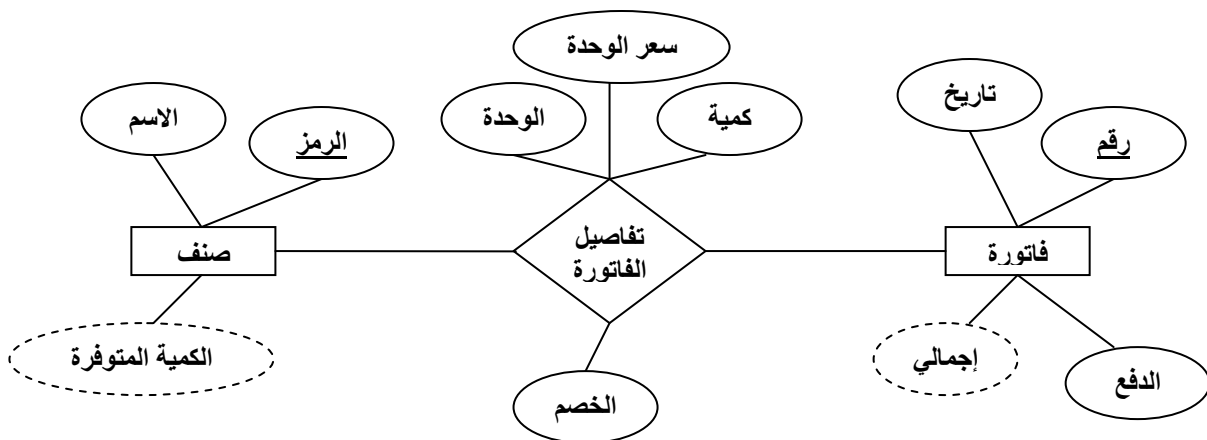 سعر الوحدة
تاريخ
كمية
الوحدة
الاسم
رقم
الرمز
فاتورة
تفاصيل
الفاتورة
صنف
إجمالي
الكمية المتوفرة
الدفع
الخصم